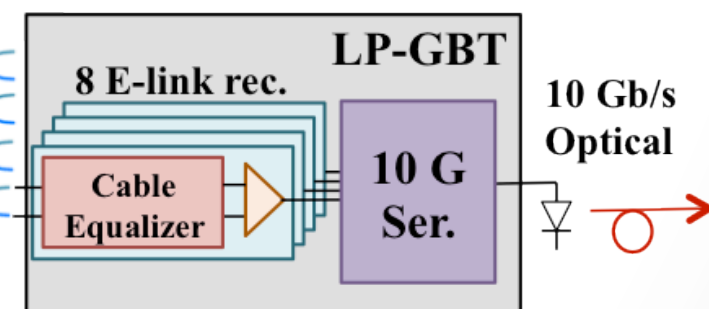 LP-GBT
8 E-link rec.
Cable
Equalizer
10 G
Ser.
10 Gb/s
Optical